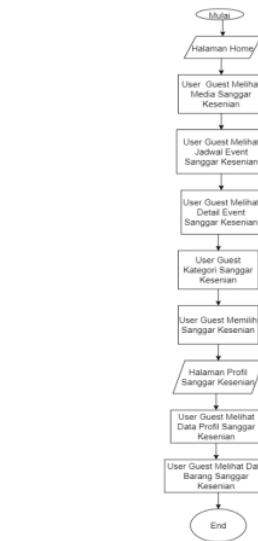 Mulai
Halaman Home
User Guest Melihat
Media Sanggar
Kesenian
User Guest Melihat
Jadwal Event
Sanggar Kesenian
User Guest Melihat
Detail Event
Sanggar Kesenian
User Guest
Kategori Sanggar
Kesenian
User Guest Memilih
Sanggar Kesenian
Halaman Profil
Sanggar Kesenian
User Guest Melihat
Data Profil Sanggar
Kesenian
User Guest Melihat Dat
Barang Sanggar
Kesenian
End